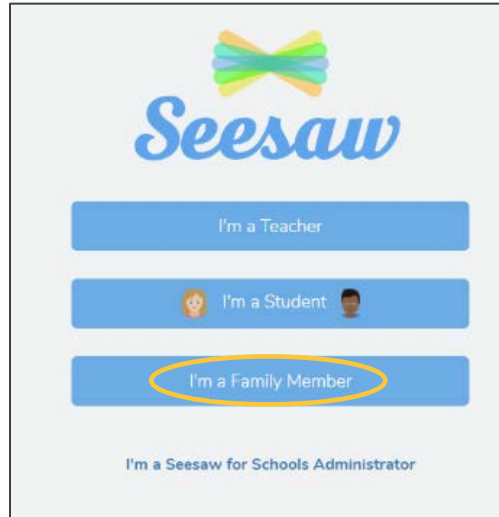 Seesaw
I'm a Teacher
I'm a Student
I'm a Family Member
I'm a Seesaw for Schools Administrator